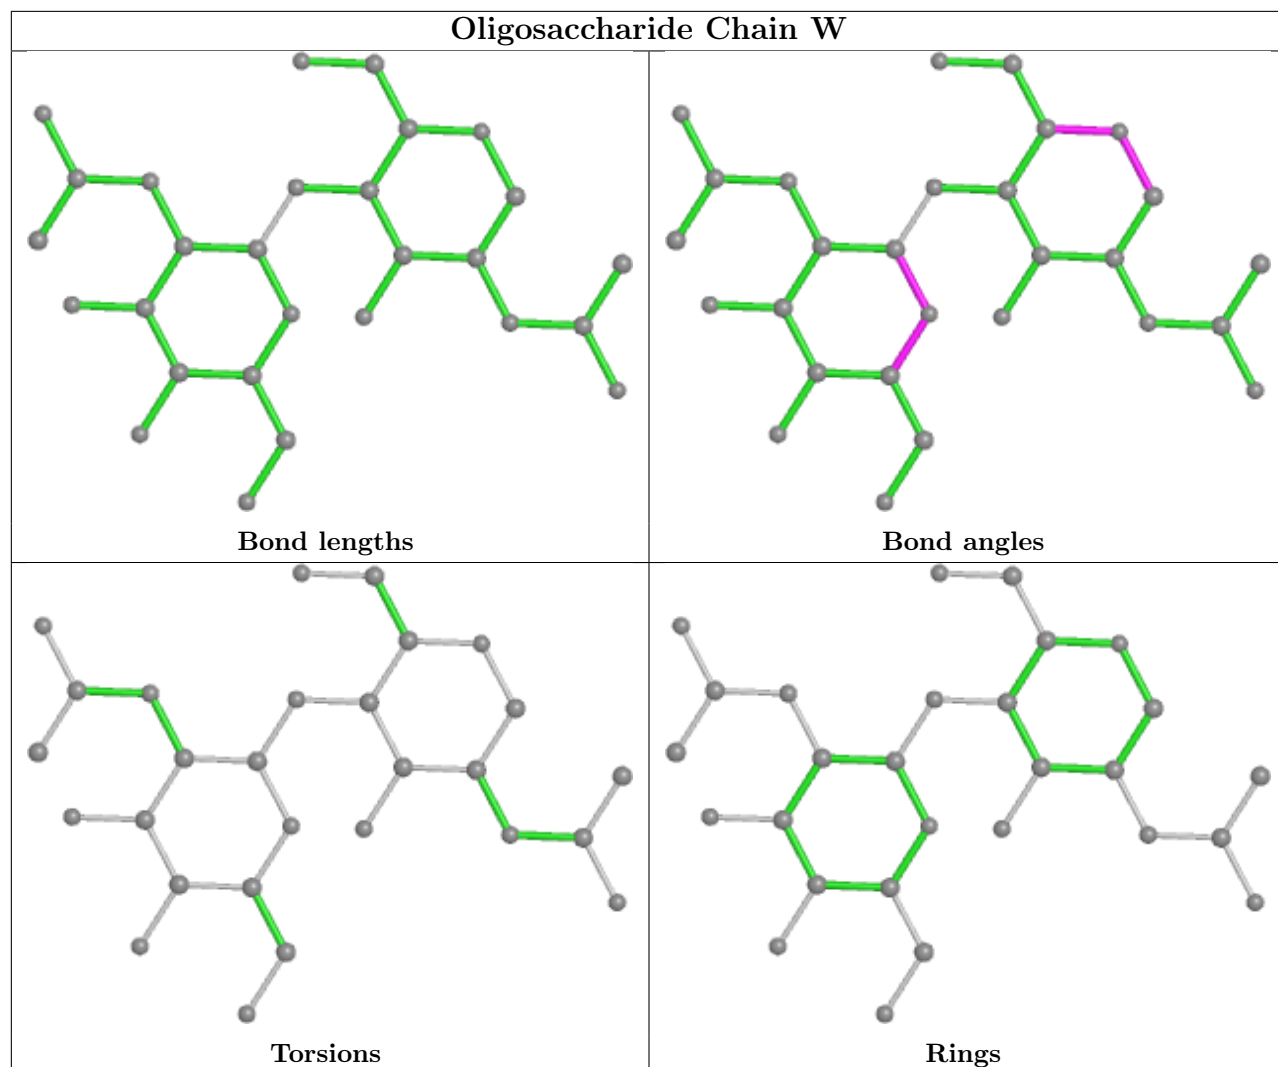 Oligosaccharide Chain W
Bond lengths
Bond angles
Torsions
Rings